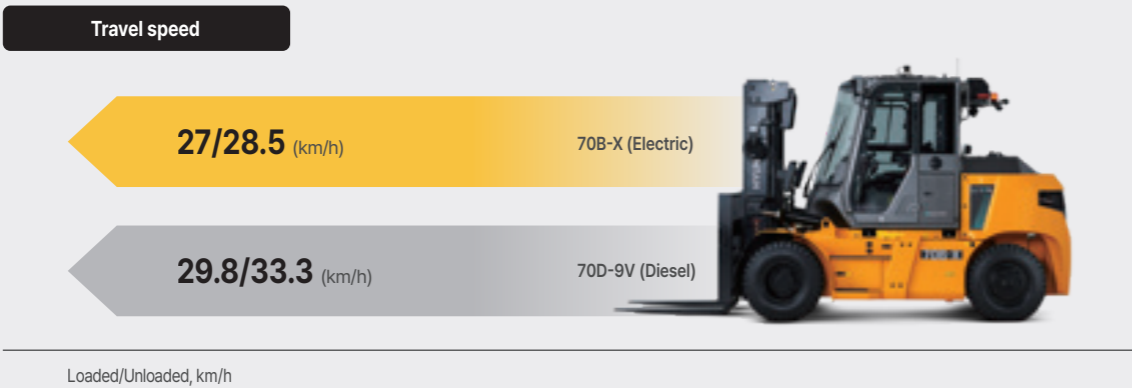 Travel speed
27/28.5 (km/h)
70B-X (Electric)
29.8/33.3 (km/h)
70D-9V (Diesel)
Loaded/Unloaded, km/h